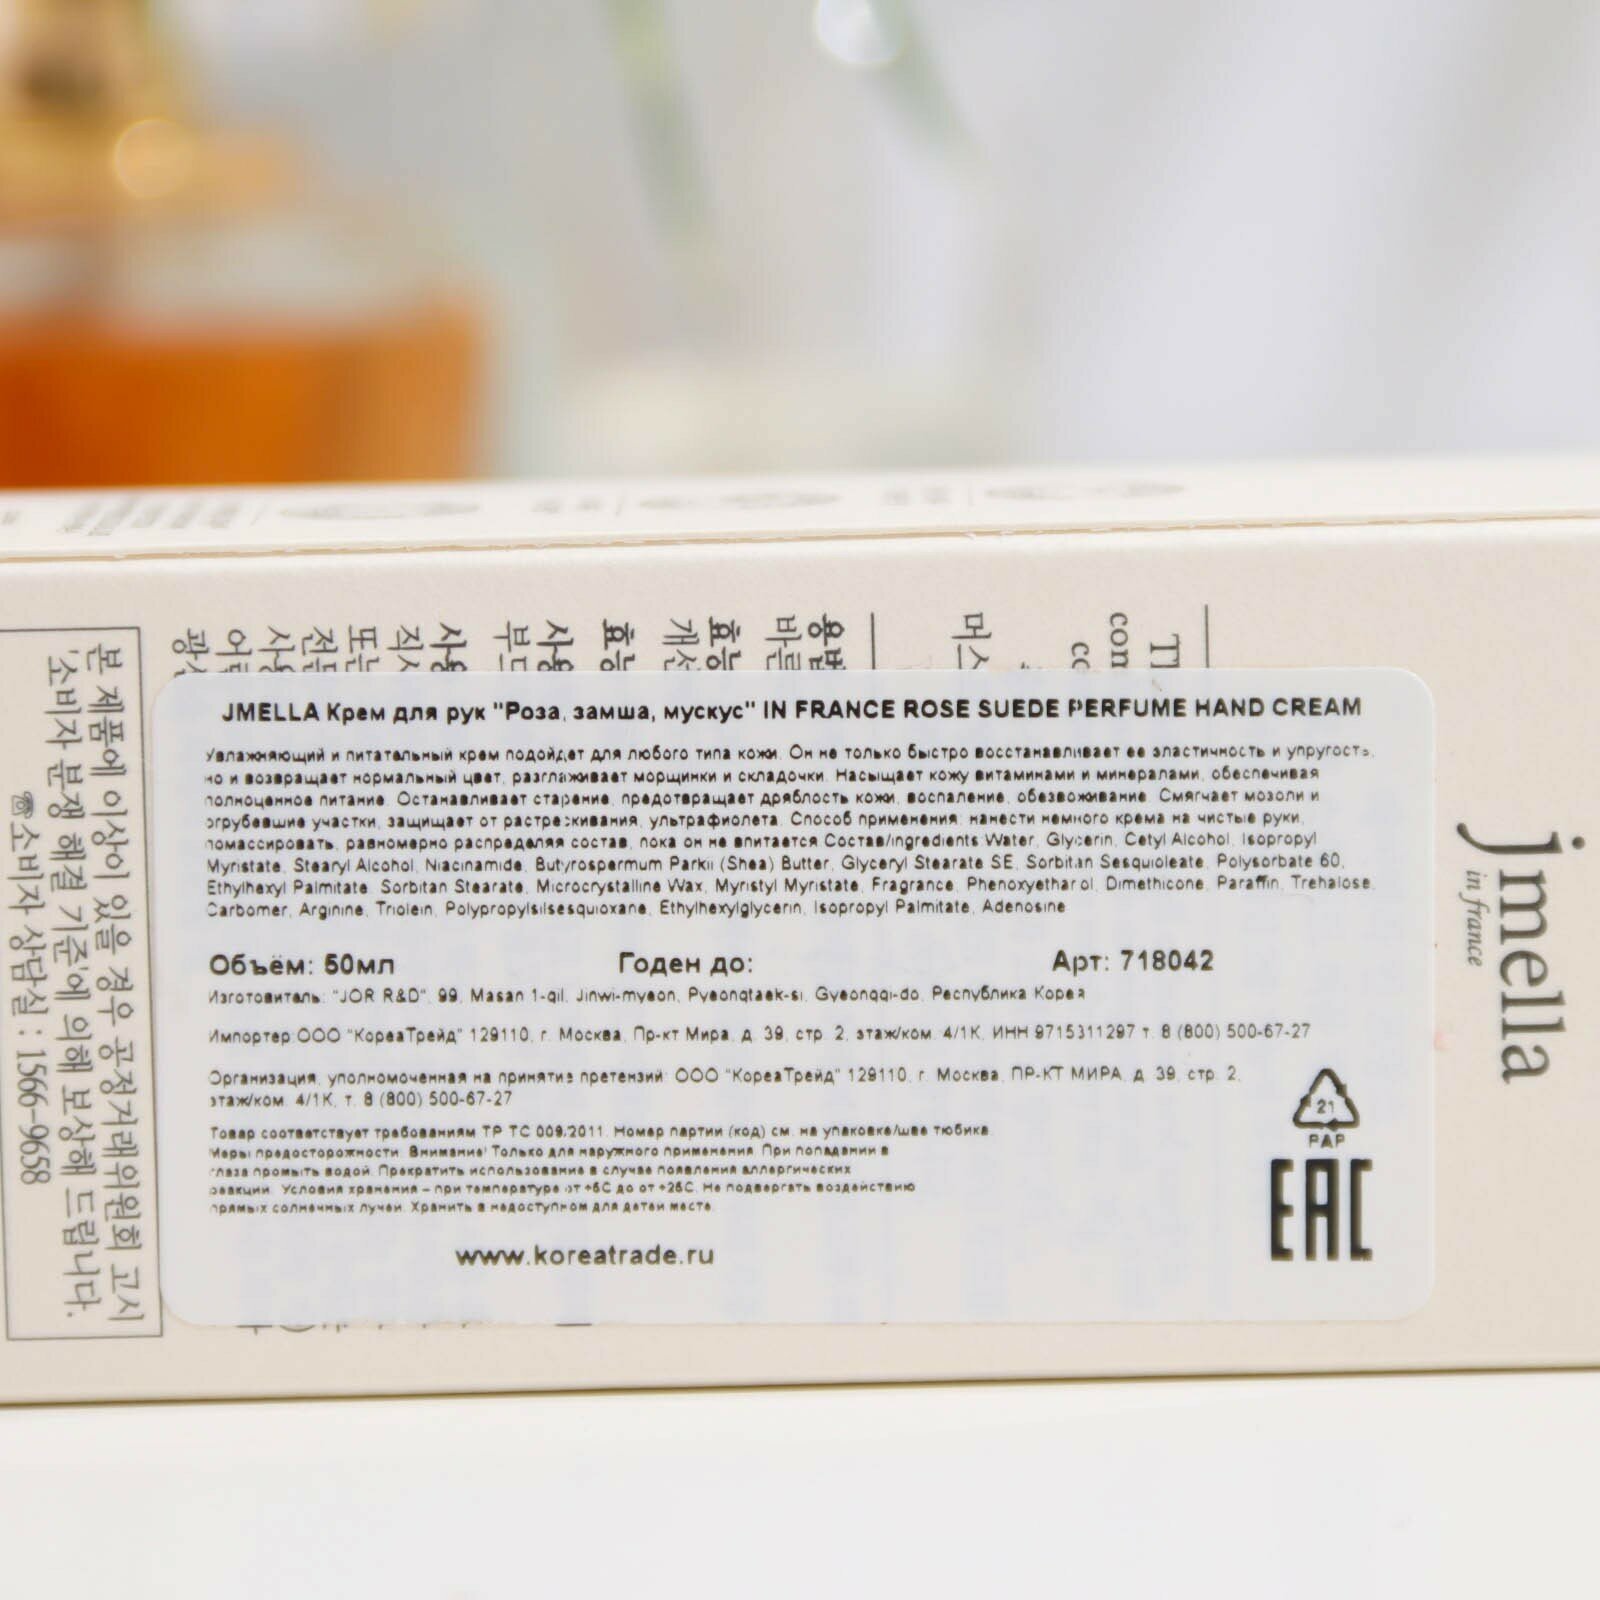 JMELLA Крем для рук "Роза, замша, мускус" IN FRANCE ROSE SUEDE PERFUME HAND CREAM
Увлажняющий и питательный крем подойдет для любого типа кожи. Он не только быстро восстанавливает ее эластичность и упругость,
но и возвращает нормальный цвет, разглаживает морщинки и складочки. Насыщает кожу витаминами и минералами, обеспечивая
полноценное питание. Останавливает старение, предотвращает дряблость кожи, воспаление, обезвоживание. Смягчает мозоли и
огрубевшие участки, защищает от растрескивания, ультрафиолета. Способ применения: нанести немного крема на чистые руки,
помассировать, равномерно распределяя состав, пока он не впитается Состав/ingredients:Water, Glycerin, Cetyl Alcohol, Isopropyl
Myristate, Stearyl Alcohol, Niacinamide, Butyrospermum Parkii (Shea) Butter, Glyceryl Stearate SE, Sorbitan Sesquioleate, Polysorbate 60,
Ethylhexyl Palmitate, Sorbitan Stearate, Microcrystalline Wax, Myristyl Myristate, Fragrance, Phenoxyethanol, Dimethicone, Paraffin, Trehalose,
Carbomer, Arginine, Triolein, Polypropylsilsesquioxane, Ethylhexylglycerin, Isopropyl Palmitate, Adenosine
Объём: 50мл Годен до: Арт: 718042
Изготовитель: "JOR R&D", 99, Masan 1-gil, Jinwi-myeon, Pyeongtaek-si, Gyeonggi-do, Республика Корея
Импортер:ООО "КореаТрейд" 129110, г. Москва, Пр-кт Мира, д. 39, стр. 2, этаж/ком. 4/1К, ИНН 9715311297 т. 8 (800) 500-67-27
Организация, уполномоченная на принятие претензий: ООО "КореаТрейд" 129110, г. Москва, ПР-КТ МИРА, д. 39, стр. 2,
этаж/ком. 4/1К, т. 8 (800) 500-67-27
Товар соответствует требованиям ТР ТС 009/2011. Номер партии (код) см. на упаковке/шве тюбика
Меры предосторожности: Внимание! Только для наружного применения. При попадании в
глаза промыть водой. Прекратить использование в случае появления аллергических
реакции. Условия хранения – при температуре от +5С до от +25С. Не подвергать воздействию
прямых солнечных лучей. Хранить в недоступном для детей месте.
www.koreatrade.ru
21
PAP
EAC
jmella
in france
본 제품에 이상이 있을 경우 공정거래위원회 고시
'소비자 분쟁 해결 기준'에 의해 보상해 드립니다.
☎소비자 상담실 : 1566-9658